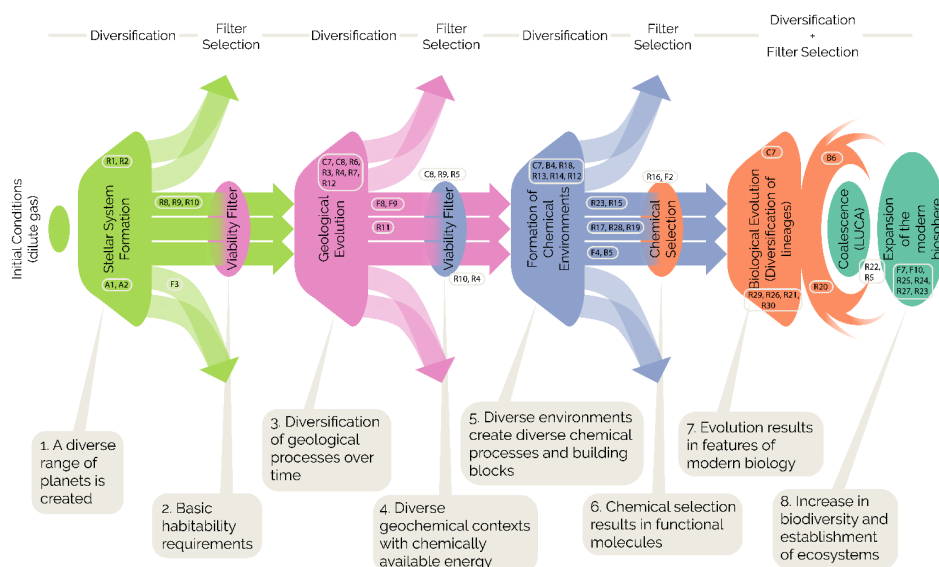 Diversification
Filter
Selection
Diversification
Filter
Selection
Diversification
Filter
Selection
Diversification
+
Filter Selection
Initial Conditions
(dilute gas)
Stellar System
Formation
R1, R2
A1, A2
R8, R9, R10
F3
Viability Filter
Geological
Evolution
C7, C8, R6,
R3, R4, R7,
R12
F8, F9
R11
C8, R9, R5
Viability Filter
R10, R4
Formation of
Chemical
Environments
C7, B4, R18,
R13, R14, R12
R23, R15
R17, R28, R19
F4, B5
R16, F2
Chemical
Selection
Biological Evolution
(Diversification of
lineages)
C7
R29, R26, R21,
R30
B6
R20
Coalescence
(LUCA)
R22,
R5
Expansion
of the
modern
biosphere
F7, F10,
R25, R24,
R27, R23
1. A diverse
range of
planets is
created
2. Basic
habitability
requirements
3. Diversification
of geological
processes over
time
4. Diverse
geochemical contexts
with chemically
available energy
5. Diverse environments
create diverse chemical
processes and building
blocks
6. Chemical selection
results in functional
molecules
7. Evolution results
in features of
modern biology
8. Increase in
biodiversity and
establishment
of ecosystems